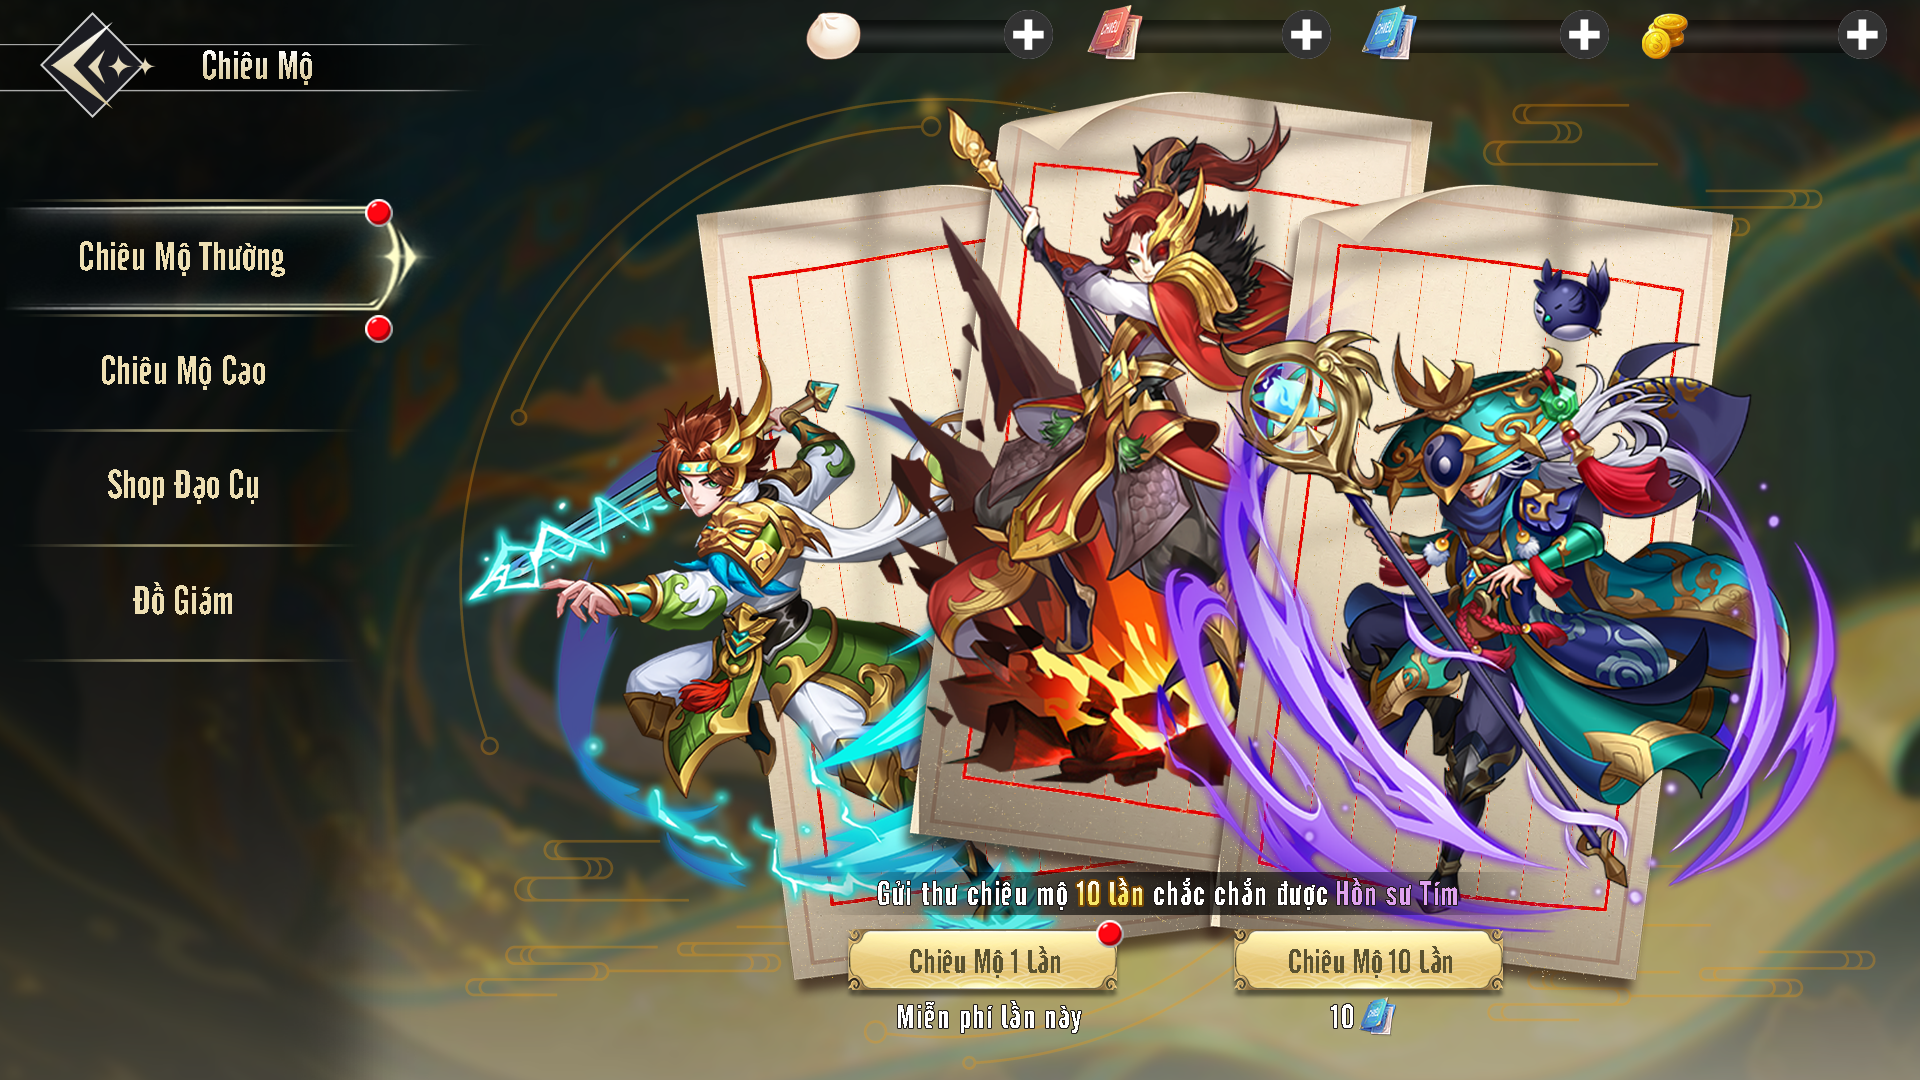 Chiêu Mộ
Chiêu Mộ Thường
Chiêu Mộ Cao
Shop Đạo Cụ
Đồ Giám
Gửi thư chiêu mộ 10 lần chắc chắn được Hồn sư Tím
Chiêu Mộ 1 Lần
Chiêu Mộ 10 Lần
Miễn phí lần này
10